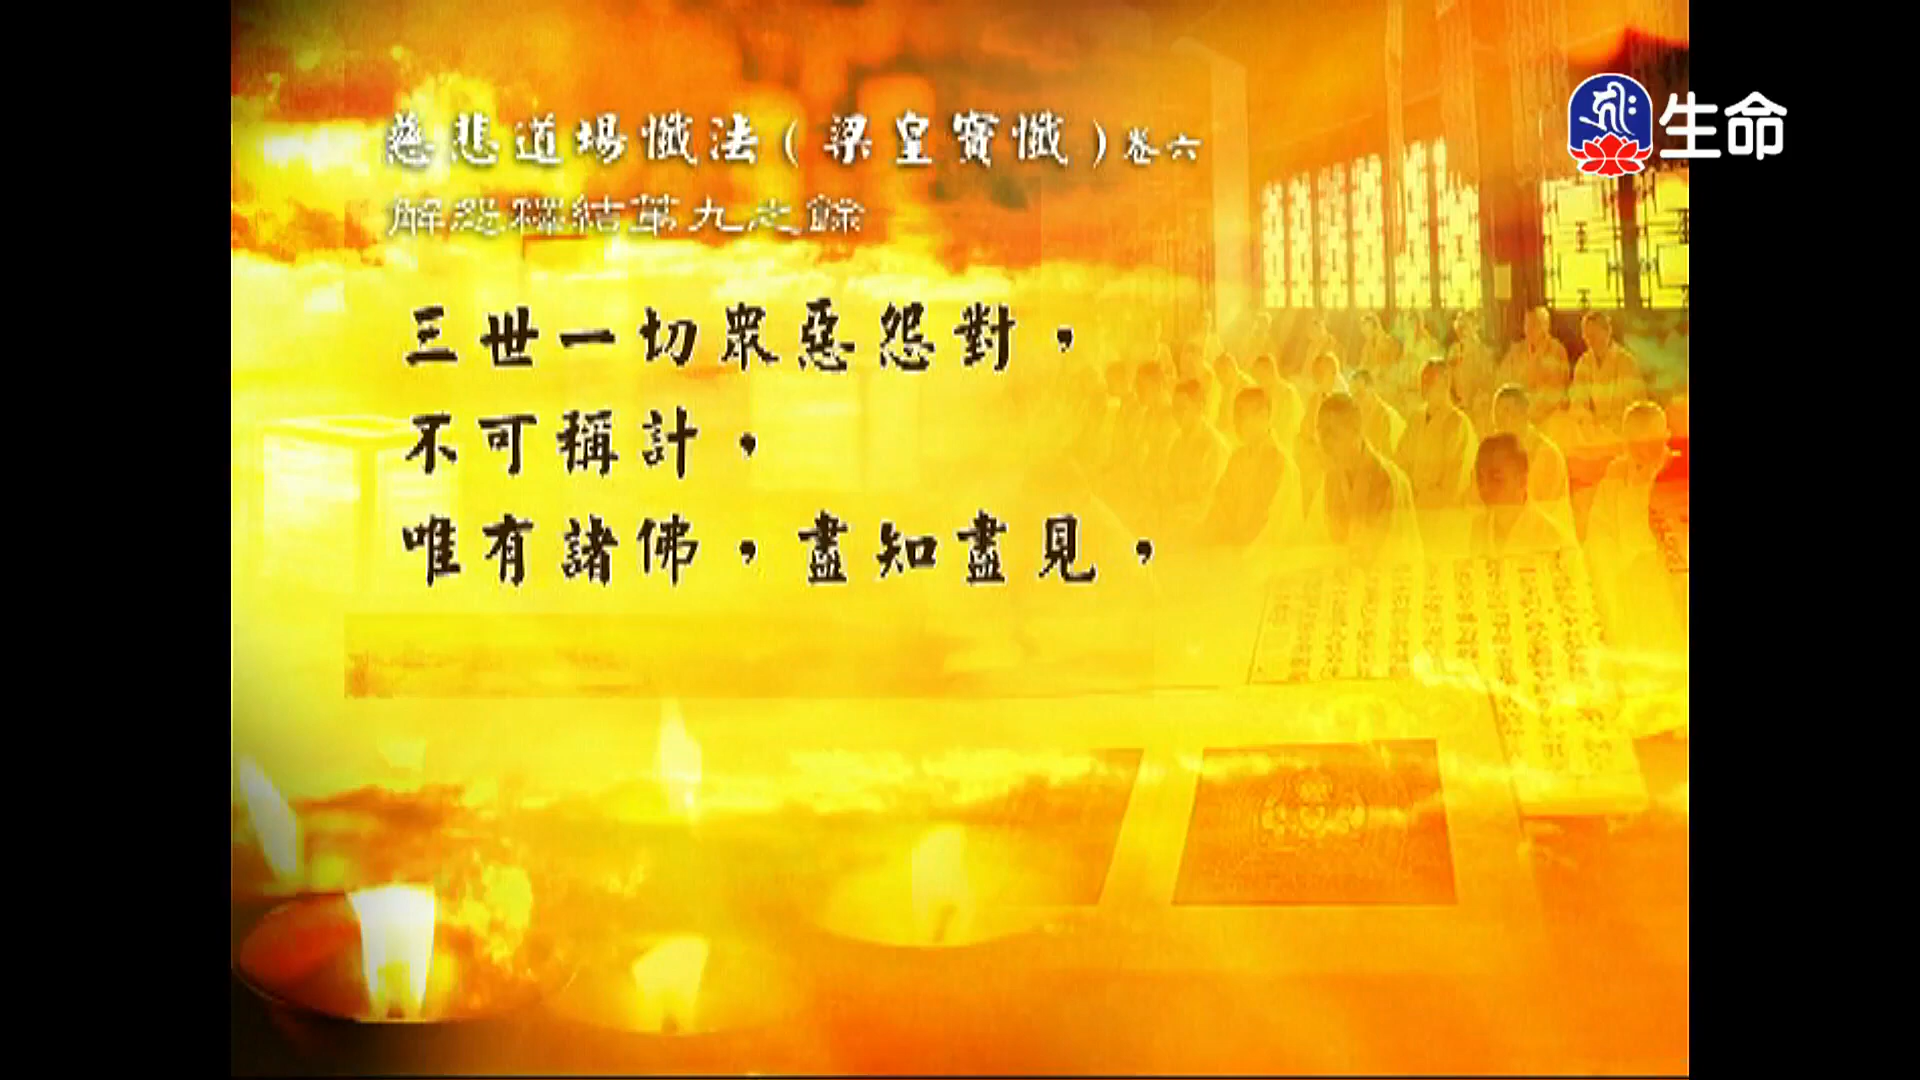 慈悲道場懺法(梁皇寶懺)卷六
解怨釋結第九之餘
生命
三世一切眾惡怨對，
不可稱計，
唯有諸佛，盡知盡見，